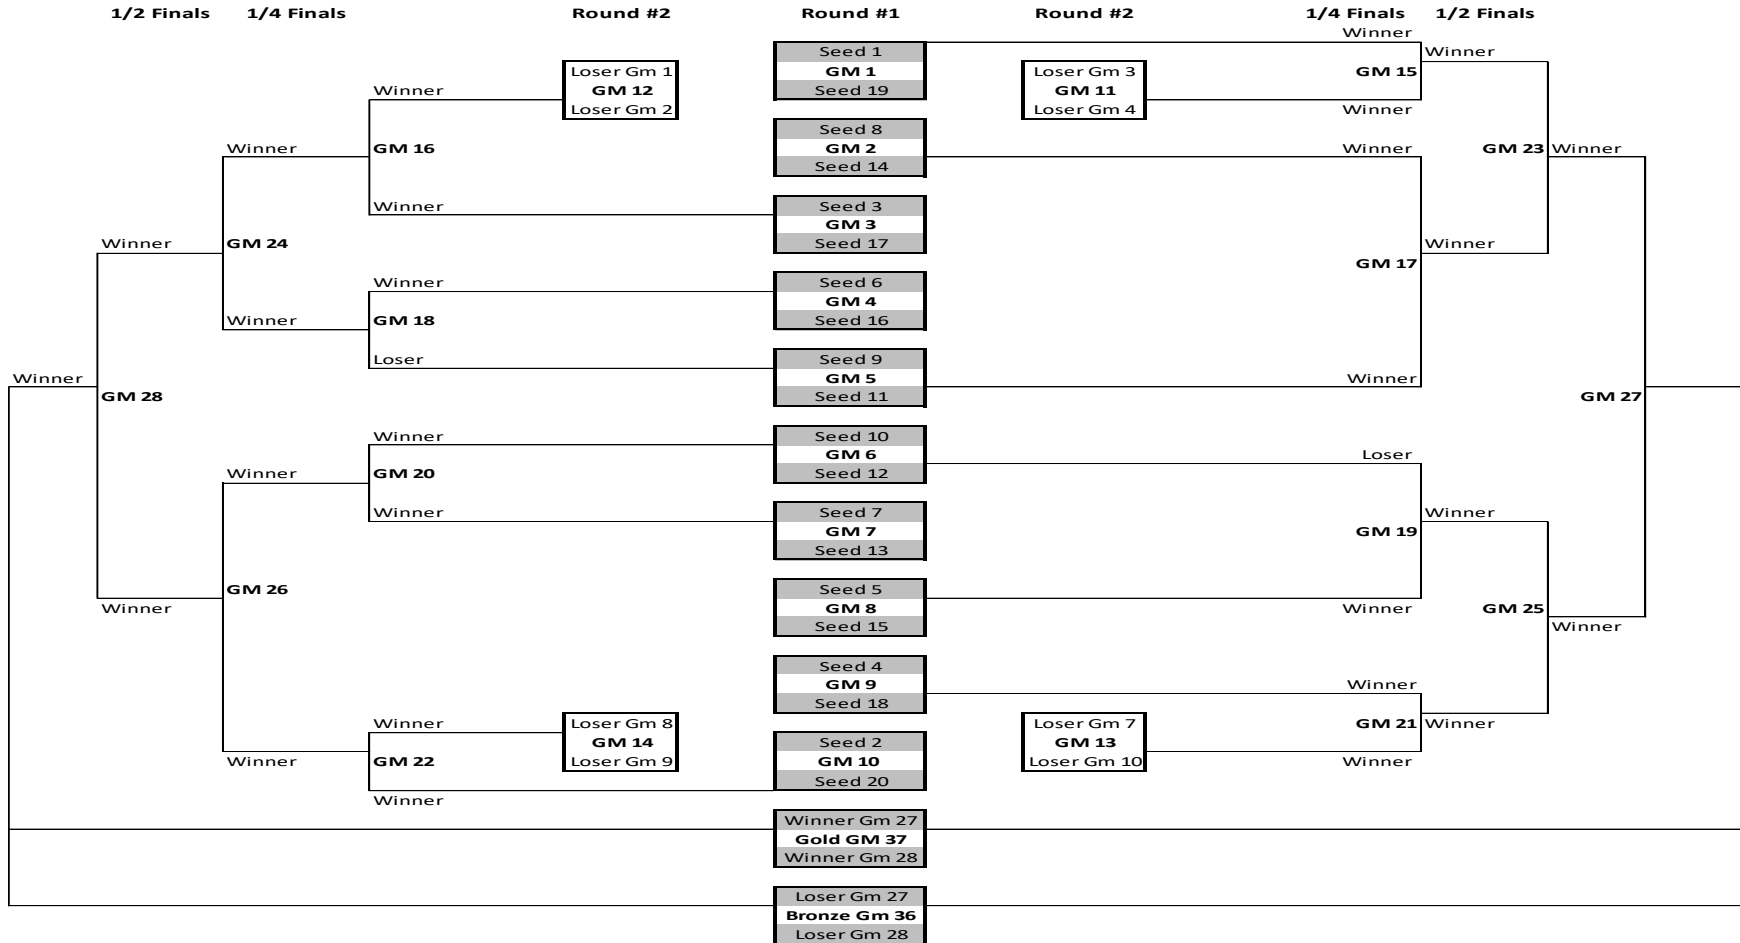 1/2 Finals 1/4 Finals Round #2 Round #1 Round #2 1/4 Finals 1/2 Finals
Winner
Seed 1 Winner
Loser Gm 1 GM 1 Loser Gm 3 GM 15
Winner GM 12 Seed 19 GM 11
Loser Gm 2 Loser Gm 4 Winner
Seed 8
Winner GM 16 GM 2 Winner GM 23 Winner
Seed 14
Winner Seed 3
GM 3
Winner GM 24 Seed 17 Winner
GM 17
Winner Seed 6
GM 4
Winner GM 18 Seed 16
Loser Seed 9
Winner GM 5 Winner
GM 28 Seed 11 GM 27
Winner Seed 10
GM 6 Loser
Winner GM 20 Seed 12
Winner Seed 7 Winner
GM 7 GM 19
Seed 13
GM 26 Seed 5
Winner GM 8 Winner GM 25
Seed 15 Winner
Seed 4
GM 9 Winner
Seed 18
Winner Loser Gm 8 Loser Gm 7 GM 21 Winner
GM 14 Seed 2 GM 13
Winner GM 22 Loser Gm 9 GM 10 Loser Gm 10 Winner
Seed 20
Winner
Winner Gm 27
Gold GM 37
Winner Gm 28
Loser Gm 27
Bronze Gm 36
Loser Gm 28